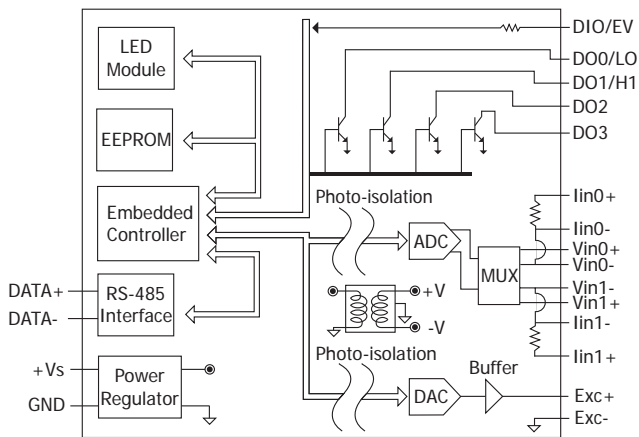 LED
Module
EEPROM
Embedded
Controller
RS-485
Interface
Power
Regulator
DATA+
DATA-
+Vs
GND
Photo-isolation
ADC
MUX
+V
-V
Photo-isolation
DAC
Buffer
DIO/EV
DO0/LO
DO1/H1
DO2
DO3
Iin0+
Iin0-
Vin0+
Vin0-
Vin1-
Vin1+
Iin1-
Iin1+
Exc+
Exc-